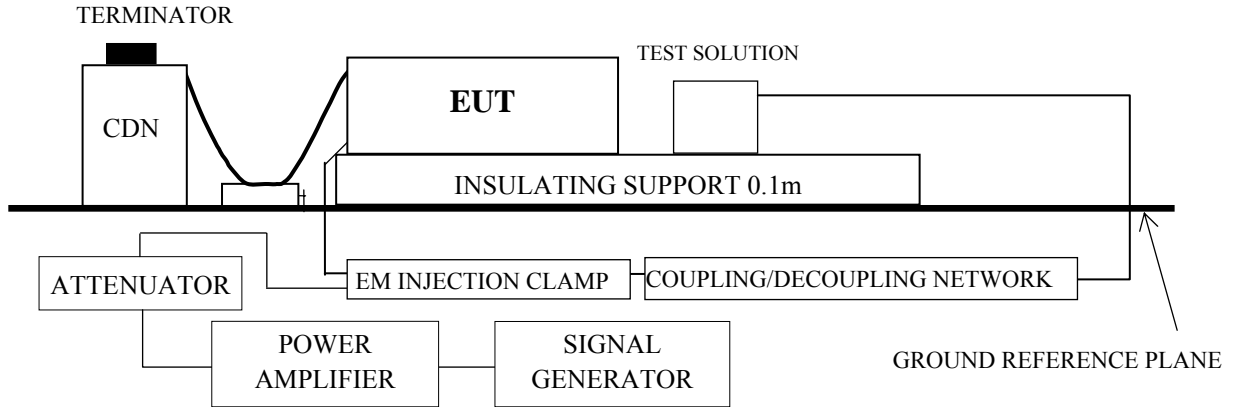 TERMINATOR
CDN
EUT
TEST SOLUTION
INSULATING SUPPORT 0.1m
ATTENUATOR
EM INJECTION CLAMP
COUPLING/DECOUPLING NETWORK
POWER
AMPLIFIER
SIGNAL
GENERATOR
GROUND REFERENCE PLANE